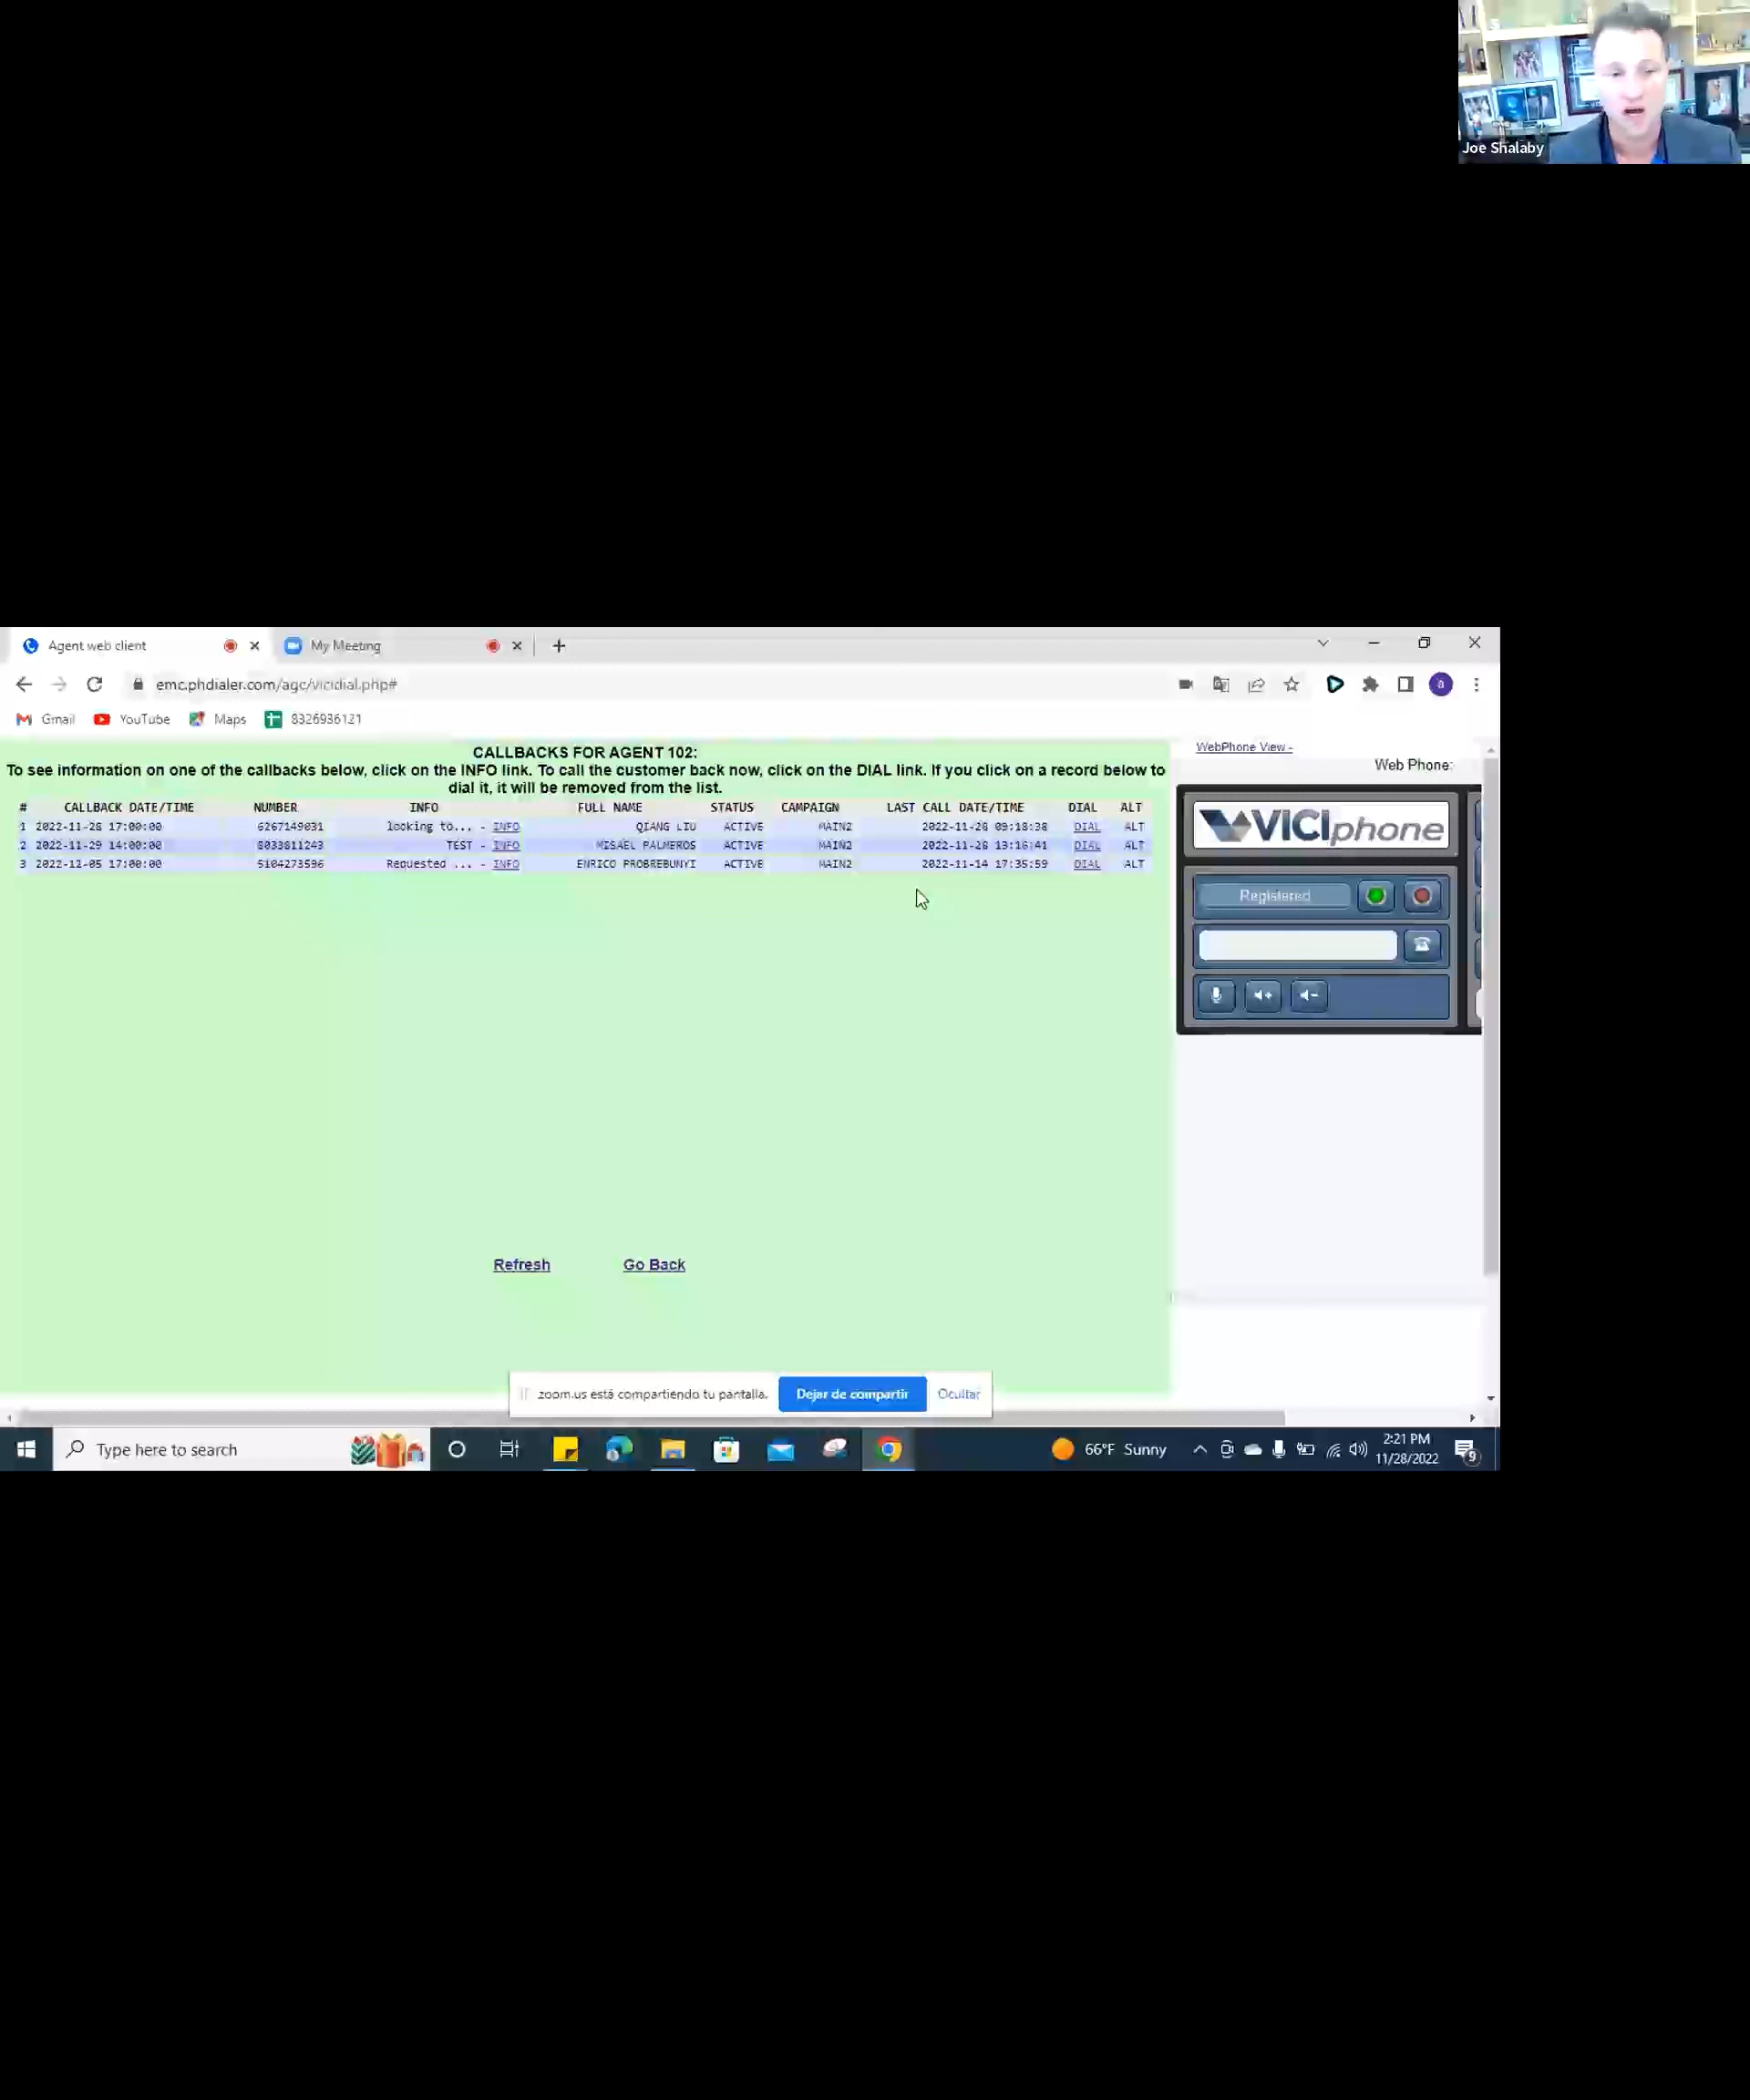 Joe Shalaby
Agent web client
My Meeting
emc.phdialer.com/agc/vicidial.php#
a
Gmail YouTube Maps 8326936121
CALLBACKS FOR AGENT 102:
To see information on one of the callbacks below, click on the INFO link. To call the customer back now, click on the DIAL link. If you click on a record below to
dial it, it will be removed from the list.
# CALLBACK DATE/TIME NUMBER INFO FULL NAME STATUS CAMPAIGN LAST CALL DATE/TIME DIAL ALT
1 2022-11-28 17:00:00 6267149031 looking to... - INFO QIANG LIU ACTIVE MAIN2 2022-11-28 09:18:38 DIAL ALT
2 2022-11-29 14:00:00 8033811243 TEST - INFO MISAEL PALMEROS ACTIVE MAIN2 2022-11-28 13:16:41 DIAL ALT
3 2022-12-05 17:00:00 5104273596 Requested ... - INFO ENRICO PROBREBUNYI ACTIVE MAIN2 2022-11-14 17:35:59 DIAL ALT
WebPhone View -
Web Phone:
VICIphone
Registered
Refresh Go Back
zoom.us está compartiendo tu pantalla. Dejar de compartir Ocultar
Type here to search
66°F Sunny
2:21 PM
11/28/2022
9